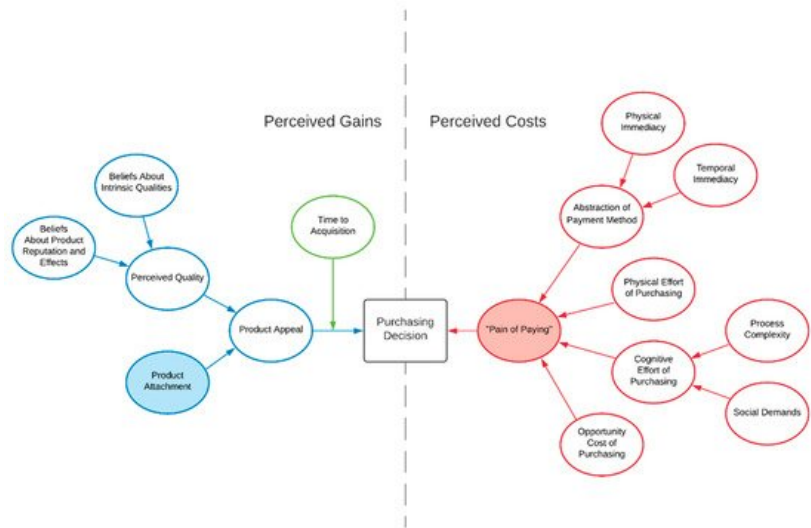 Perceived Gains
Perceived Costs
Physical
Immediacy
Temporal
Immediacy
Abstraction of
Payment Method
Beliefs About
Intrinsic Qualities
Beliefs
About Product
Reputation and
Effects
Time to
Acquisition
Perceived Quality
Physical Effort
of Purchasing
Product Appeal
Purchasing
Decision
"Pain of Paying"
Process
Complexity
Cognitive
Effort of
Purchasing
Product
Attachment
Social Demands
Opportunity
Cost of
Purchasing